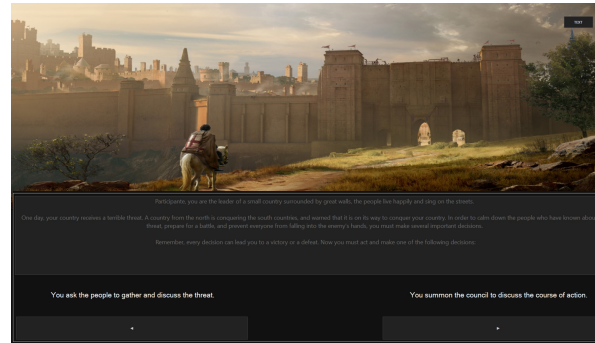 TEXT
Participante, you are the leader of a small country surrounded by great walls, the people live happily and sing on the streets.
One day, your country receives a terrible threat. A country from the north is conquering the south countries, and warned that it is on its way to conquer your country. In order to calm down the people who have known about
threat, prepare for a battle, and prevent everyone from falling into the enemy's hands, you must make several important decisions.
Remember, every decision can lead you to a victory or a defeat. Now you must act and make one of the following decisions:
You ask the people to gather and discuss the threat.
You summon the council to discuss the course of action.